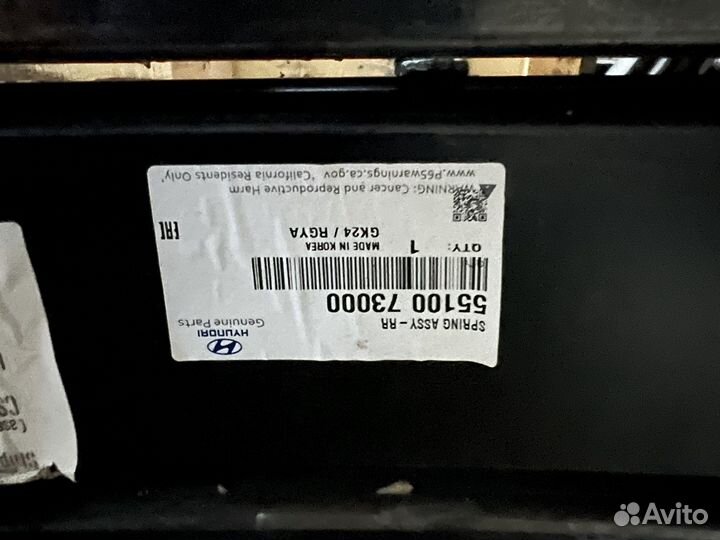 HYUNDAI
Genuine Parts
SPRING ASSY-RR
55100 73000
QTY: 1 MADE IN KOREA
GK24 / RGYA
EAC
WARNING: Cancer and Reproductive Harm
www.P65warnings.ca.gov 'California Residents Only'
Avito